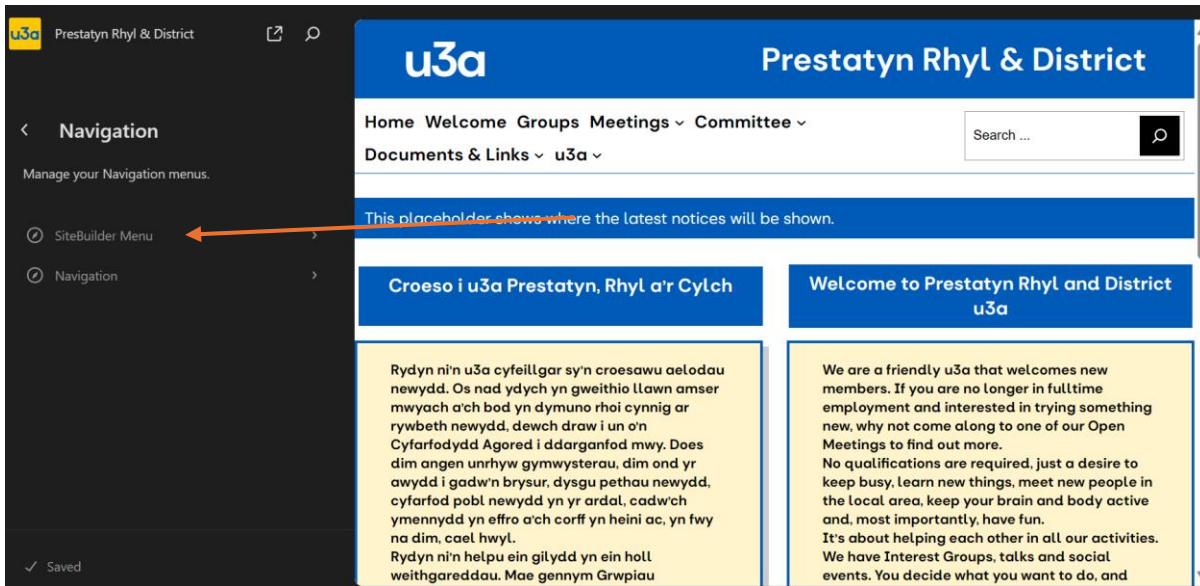 u3a Prestatyn Rhyl & District
Navigation
Manage your Navigation menus.
SiteBuilder Menu
Navigation
Saved
u3a Prestatyn Rhyl & District
Home Welcome Groups Meetings Committee
Documents & Links u3a
Search ...
This placeholder shows where the latest notices will be shown.
Croeso i u3a Prestatyn, Rhyl a'r Cylch
Rydyn ni'n u3a cyfeillgar sy'n croesawu aelodau
newydd. Os nad ydych yn gweithio llawn amser
mwyach a'ch bod yn dymuno rhoi cynnig ar
rywbeth newydd, dewch draw i un o'n
Cyfarfodydd Agored i ddarganfod mwy. Does
dim angen unrhyw gymwysterau, dim ond yr
awydd i gadw'n brysur, dysgu pethau newydd,
cyfarfod pobl newydd yn yr ardal, cadw'ch
ymennydd yn effro a'ch corff yn heini ac, yn fwy
na dim, cael hwyl.
Rydyn ni'n helpu ein gilydd yn ein holl
weithgareddau. Mae gennym Grwpiau
Welcome to Prestatyn Rhyl and District
u3a
We are a friendly u3a that welcomes new
members. If you are no longer in fulltime
employment and interested in trying something
new, why not come along to one of our Open
Meetings to find out more.
No qualifications are required, just a desire to
keep busy, learn new things, meet new people in
the local area, keep your brain and body active
and, most importantly, have fun.
It's about helping each other in all our activities.
We have Interest Groups, talks and social
events. You decide what you want to do, and